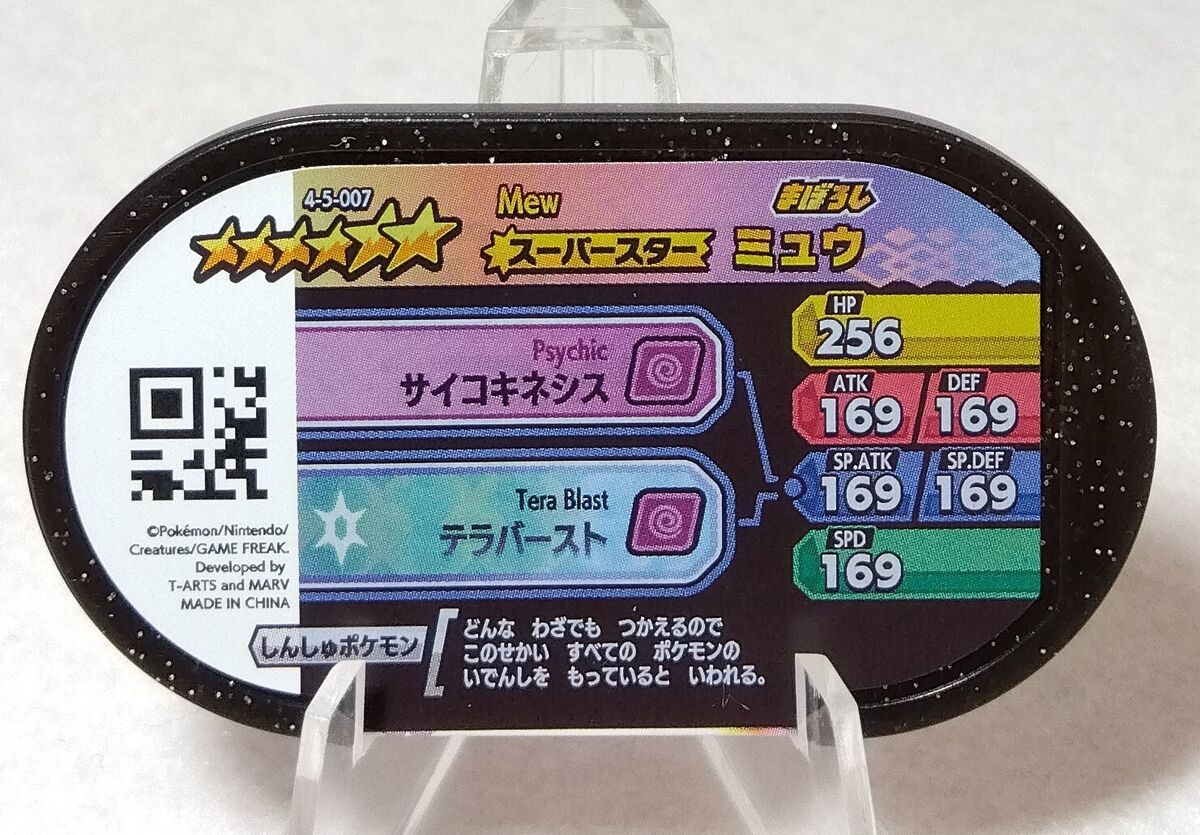 4-5-007
Mew
まぼろし
スーパースター ミュウ
HP
256
Psychic
サイコキネシス
ATK
169
DEF
169
SP.ATK
169
SP.DEF
169
Tera Blast
テラバースト
SPD
169
©Pokémon/Nintendo/
Creatures/GAME FREAK.
Developed by
T-ARTS and MARV
MADE IN CHINA
しんしゅポケモン
どんな わざでも つかえるので
このせかい すべての ポケモンの
いでんしを もっていると いわれる。